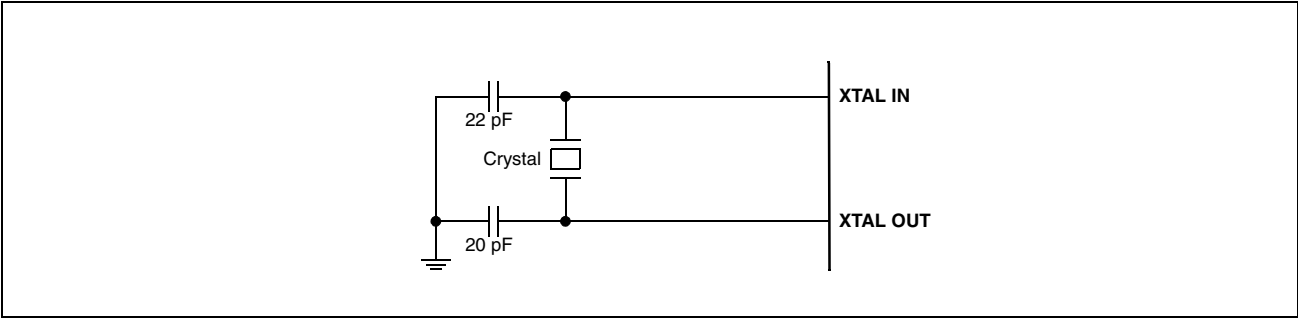 XTAL IN
22 pF
Crystal
XTAL OUT
20 pF